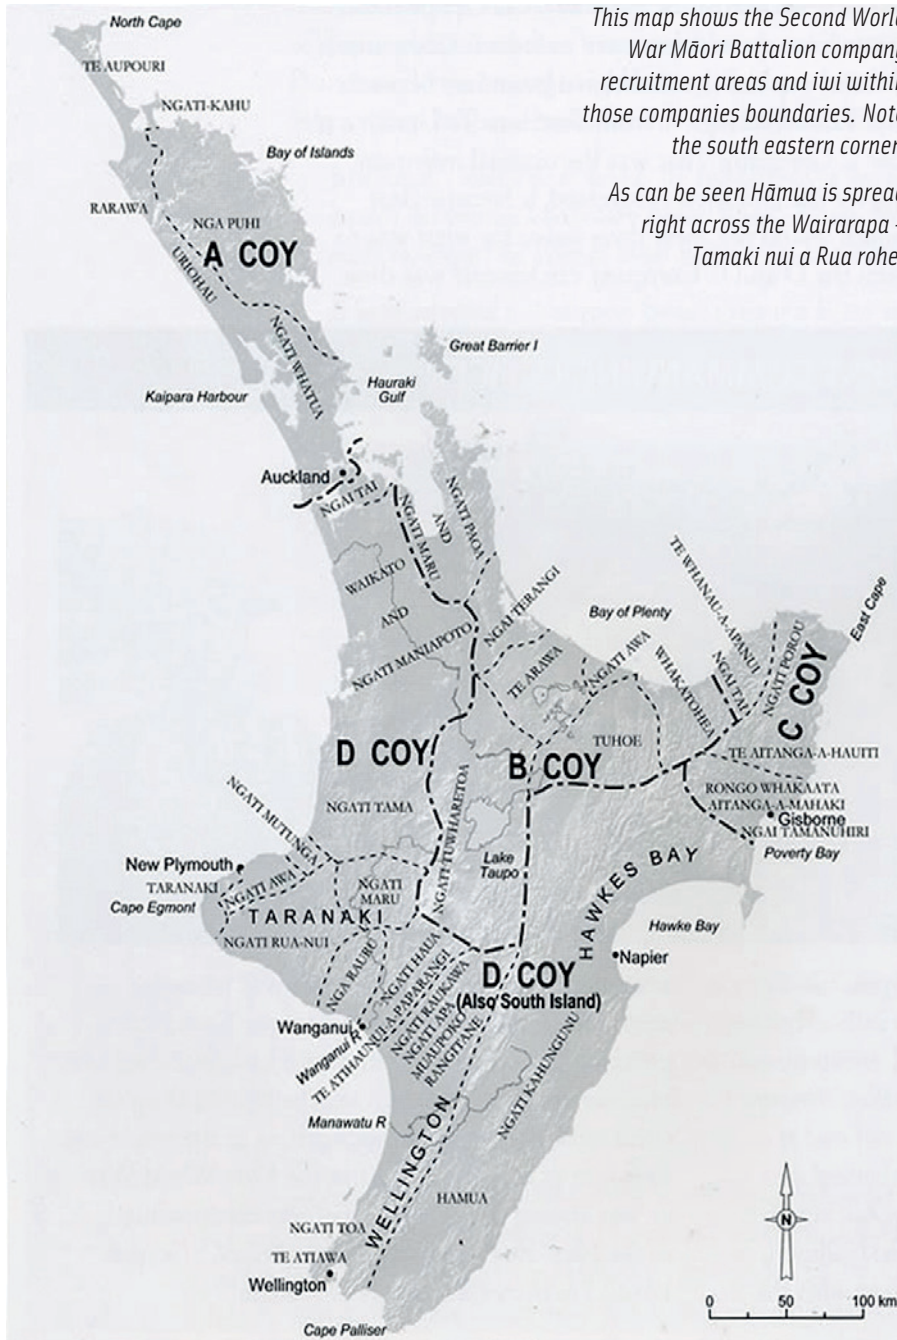 This map shows the Second World
War Māori Battalion company
recruitment areas and iwi within
those companies boundaries. Note
the south eastern corner.
As can be seen Hāmua is spread
right across the Wairarapa -
Tamaki nui a Rua rohe.
North Cape
TE AUPOURI
NGATI-KAHU
Bay of Islands
RARAWA
NGA PUHI
A COY
URIOHAU
NGATI WHATUA
Great Barrier I
Hauraki
Gulf
Kaipara Harbour
Auckland
NGAI TAI
NGATI MARU
AND
NGATI PAOA
WAIKATO
AND
NGATI MANIAPOTO
NGAI TERANGI
Bay of Plenty
TE WHANAU-A-APANUI
East Cape
TE ARAWA
NGATI AWA
WHAKATOHEA
NGAI TAI
NGATI POROU
C COY
TUHOE
D COY
B COY
TE AITANGA-A-HAUITI
RONGO WHAKAATA
AITANGA-A-MAHAKI
Gisborne
NGAI TAMANUHIRI
Poverty Bay
NGATI TAMA
NGATI TUWHARETOA
NGATI MUTUNGA
Lake
Taupo
HAWKES BAY
New Plymouth
TARANAKI
NGATI AWA
NGATI
MARU
Cape Egmont
TARANAKI
NGATI RUA-NUI
Hawke Bay
Napier
NGA RAURU
NGATI HAUA
D COY
(Also South Island)
Wanganui
Wanganui R
TE ATIHAUNUI-A-PAPARANGI
NGATI RAUKAWA
NGATI APA
MUAUPOKO
RANGITANE
NGATI KAHUNGUNU
Manawatu R
WELLINGTON
HAMUA
NGATI TOA
TE ATIAWA
Wellington
Cape Palliser
N
0 50 100 km